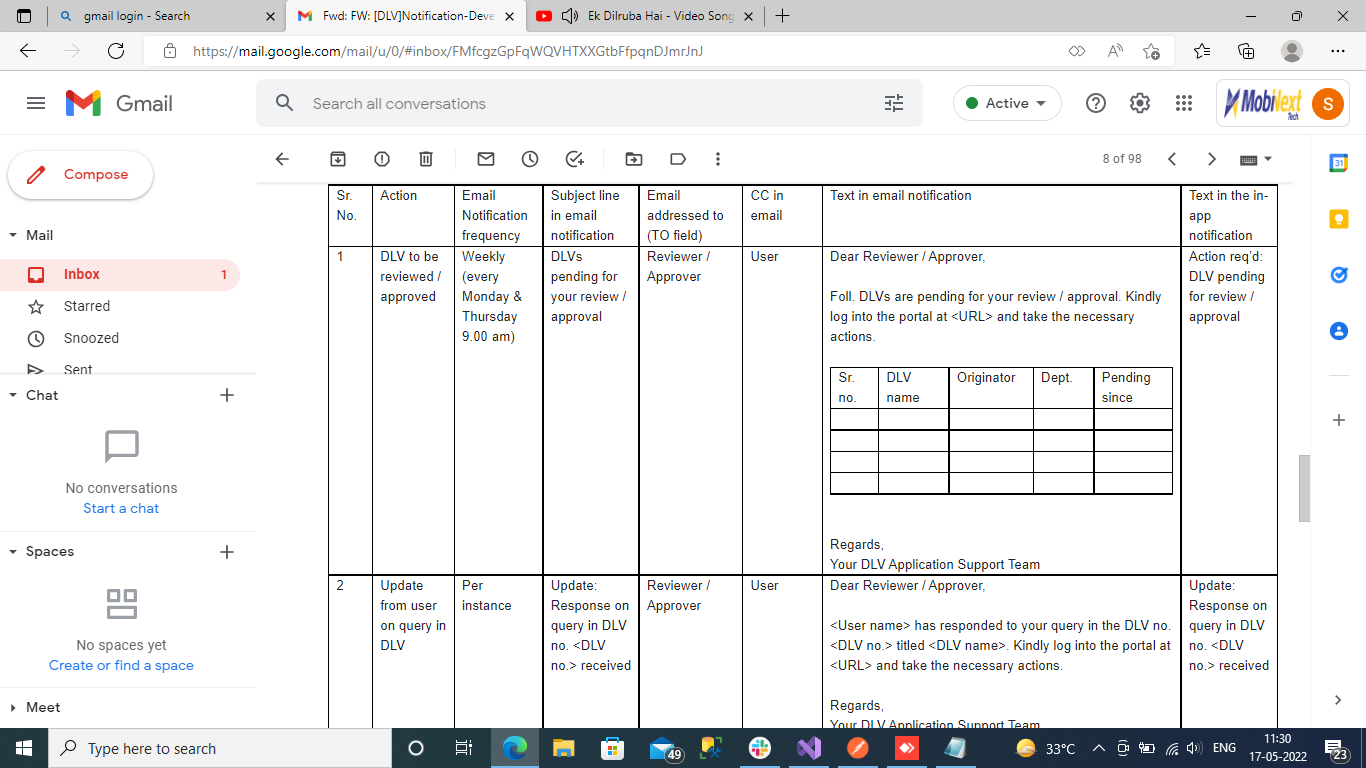 gmail login - Search
Fwd: FW: [DLV]Notification-Deve
Ek Dilruba Hai - Video Song
https://mail.google.com/mail/u/0/#inbox/FMfcgzGpFqWQVHTXXGtbFfpqnDJmrJnJ
Gmail
Search all conversations
Active
MobiNext
Tech
S
Compose
8 of 98
31
Mail
Inbox 1
Starred
Snoozed
Sent
Chat
No conversations
Start a chat
Spaces
No spaces yet
Create or find a space
Meet
Sr.
No.
Action
Email
Notification
frequency
Subject line
in email
notification
Email
addressed to
(TO field)
CC in
email
Text in email notification
Text in the in-
app
notification
1
DLV to be
reviewed /
approved
Weekly
(every
Monday &
Thursday
9.00 am)
DLVs
pending for
your review /
approval
Reviewer /
Approver
User
Dear Reviewer / Approver,
Foll. DLVs are pending for your review / approval. Kindly
log into the portal at <URL> and take the necessary
actions.
Sr.
no.
DLV
name
Originator
Dept.
Pending
since
Regards,
Your DLV Application Support Team
Action req'd:
DLV pending
for review /
approval
2
Update
from user
on query in
DLV
Per
instance
Update:
Response on
query in DLV
no. <DLV
no.> received
Reviewer /
Approver
User
Dear Reviewer / Approver,
<User name> has responded to your query in the DLV no.
<DLV no.> titled <DLV name>. Kindly log into the portal at
<URL> and take the necessary actions.
Regards,
Your DLV Application Support Team
Update:
Response on
query in DLV
no. <DLV
no.> received
Type here to search
49
33°C
ENG
11:30
17-05-2022
23